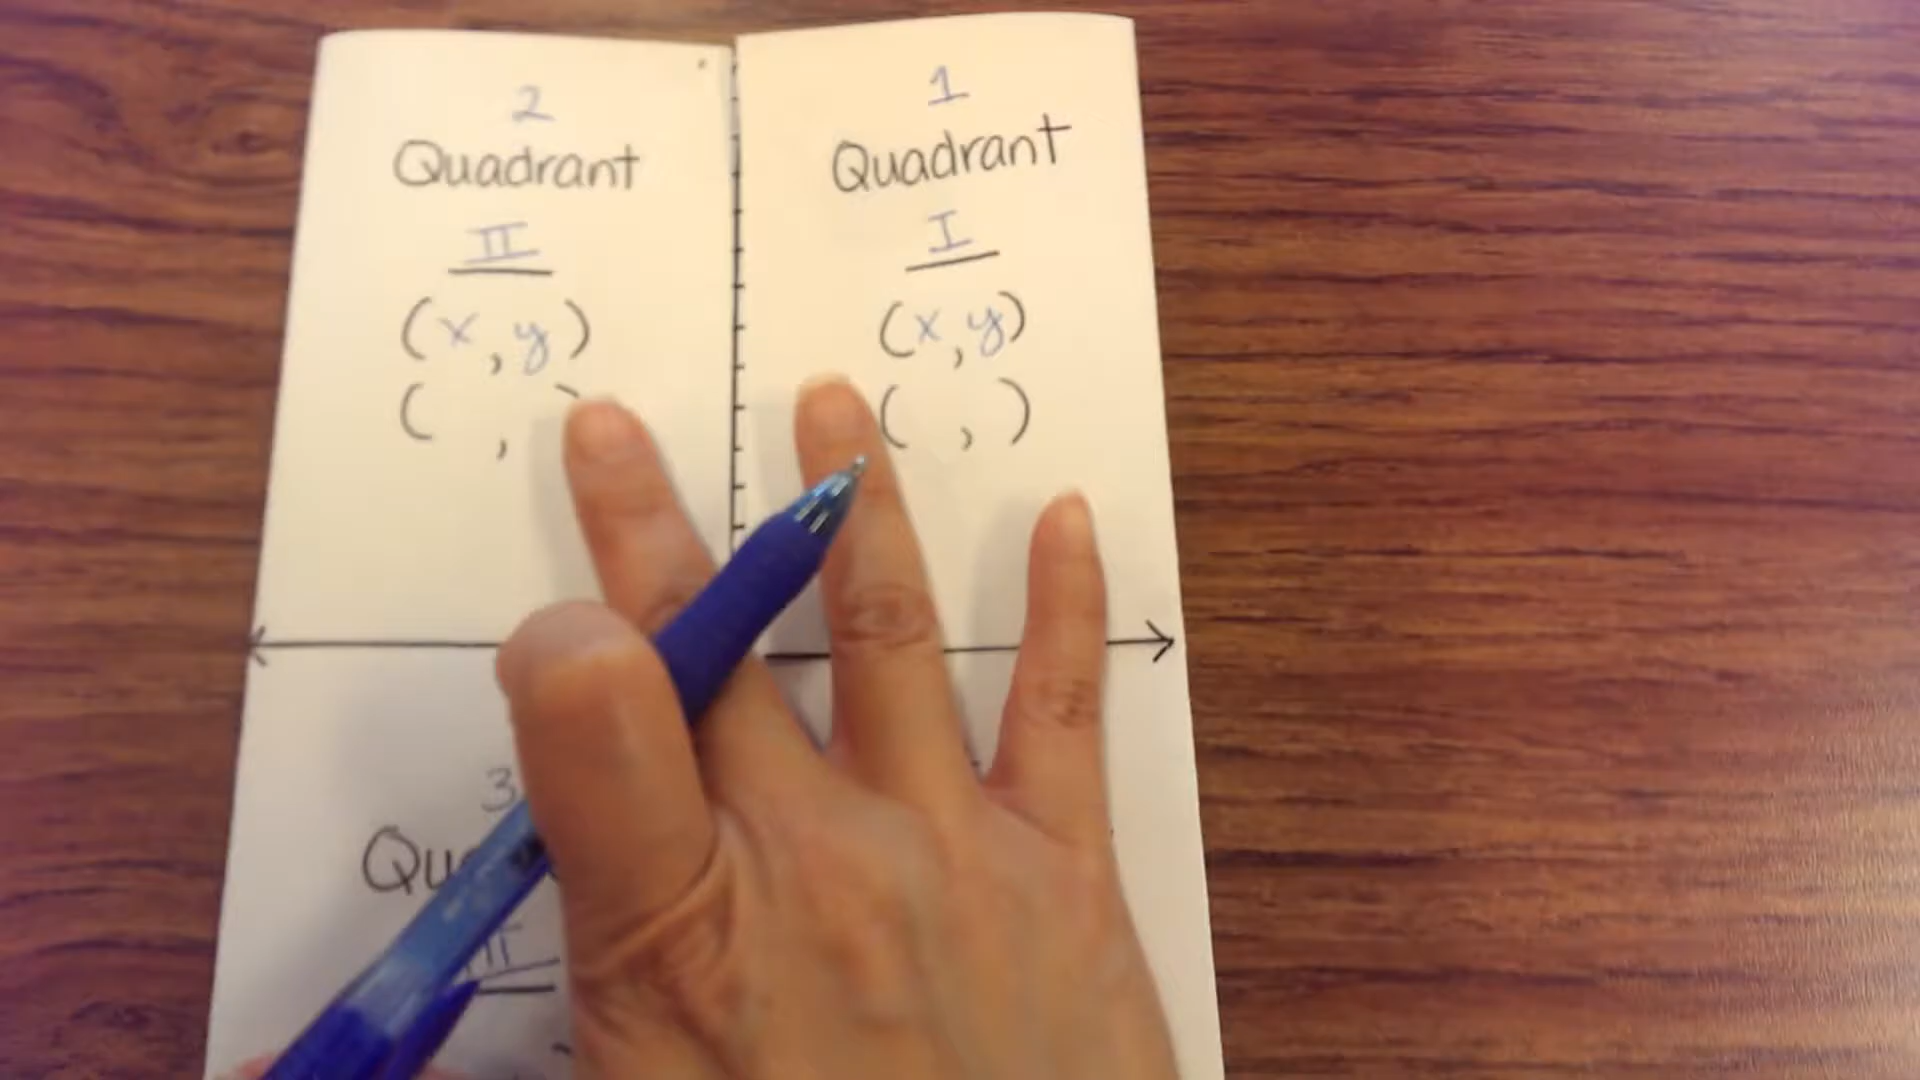 2
Quadrant
II
(x, y)
( ,
1
Quadrant
I
(x, y)
( , )
3